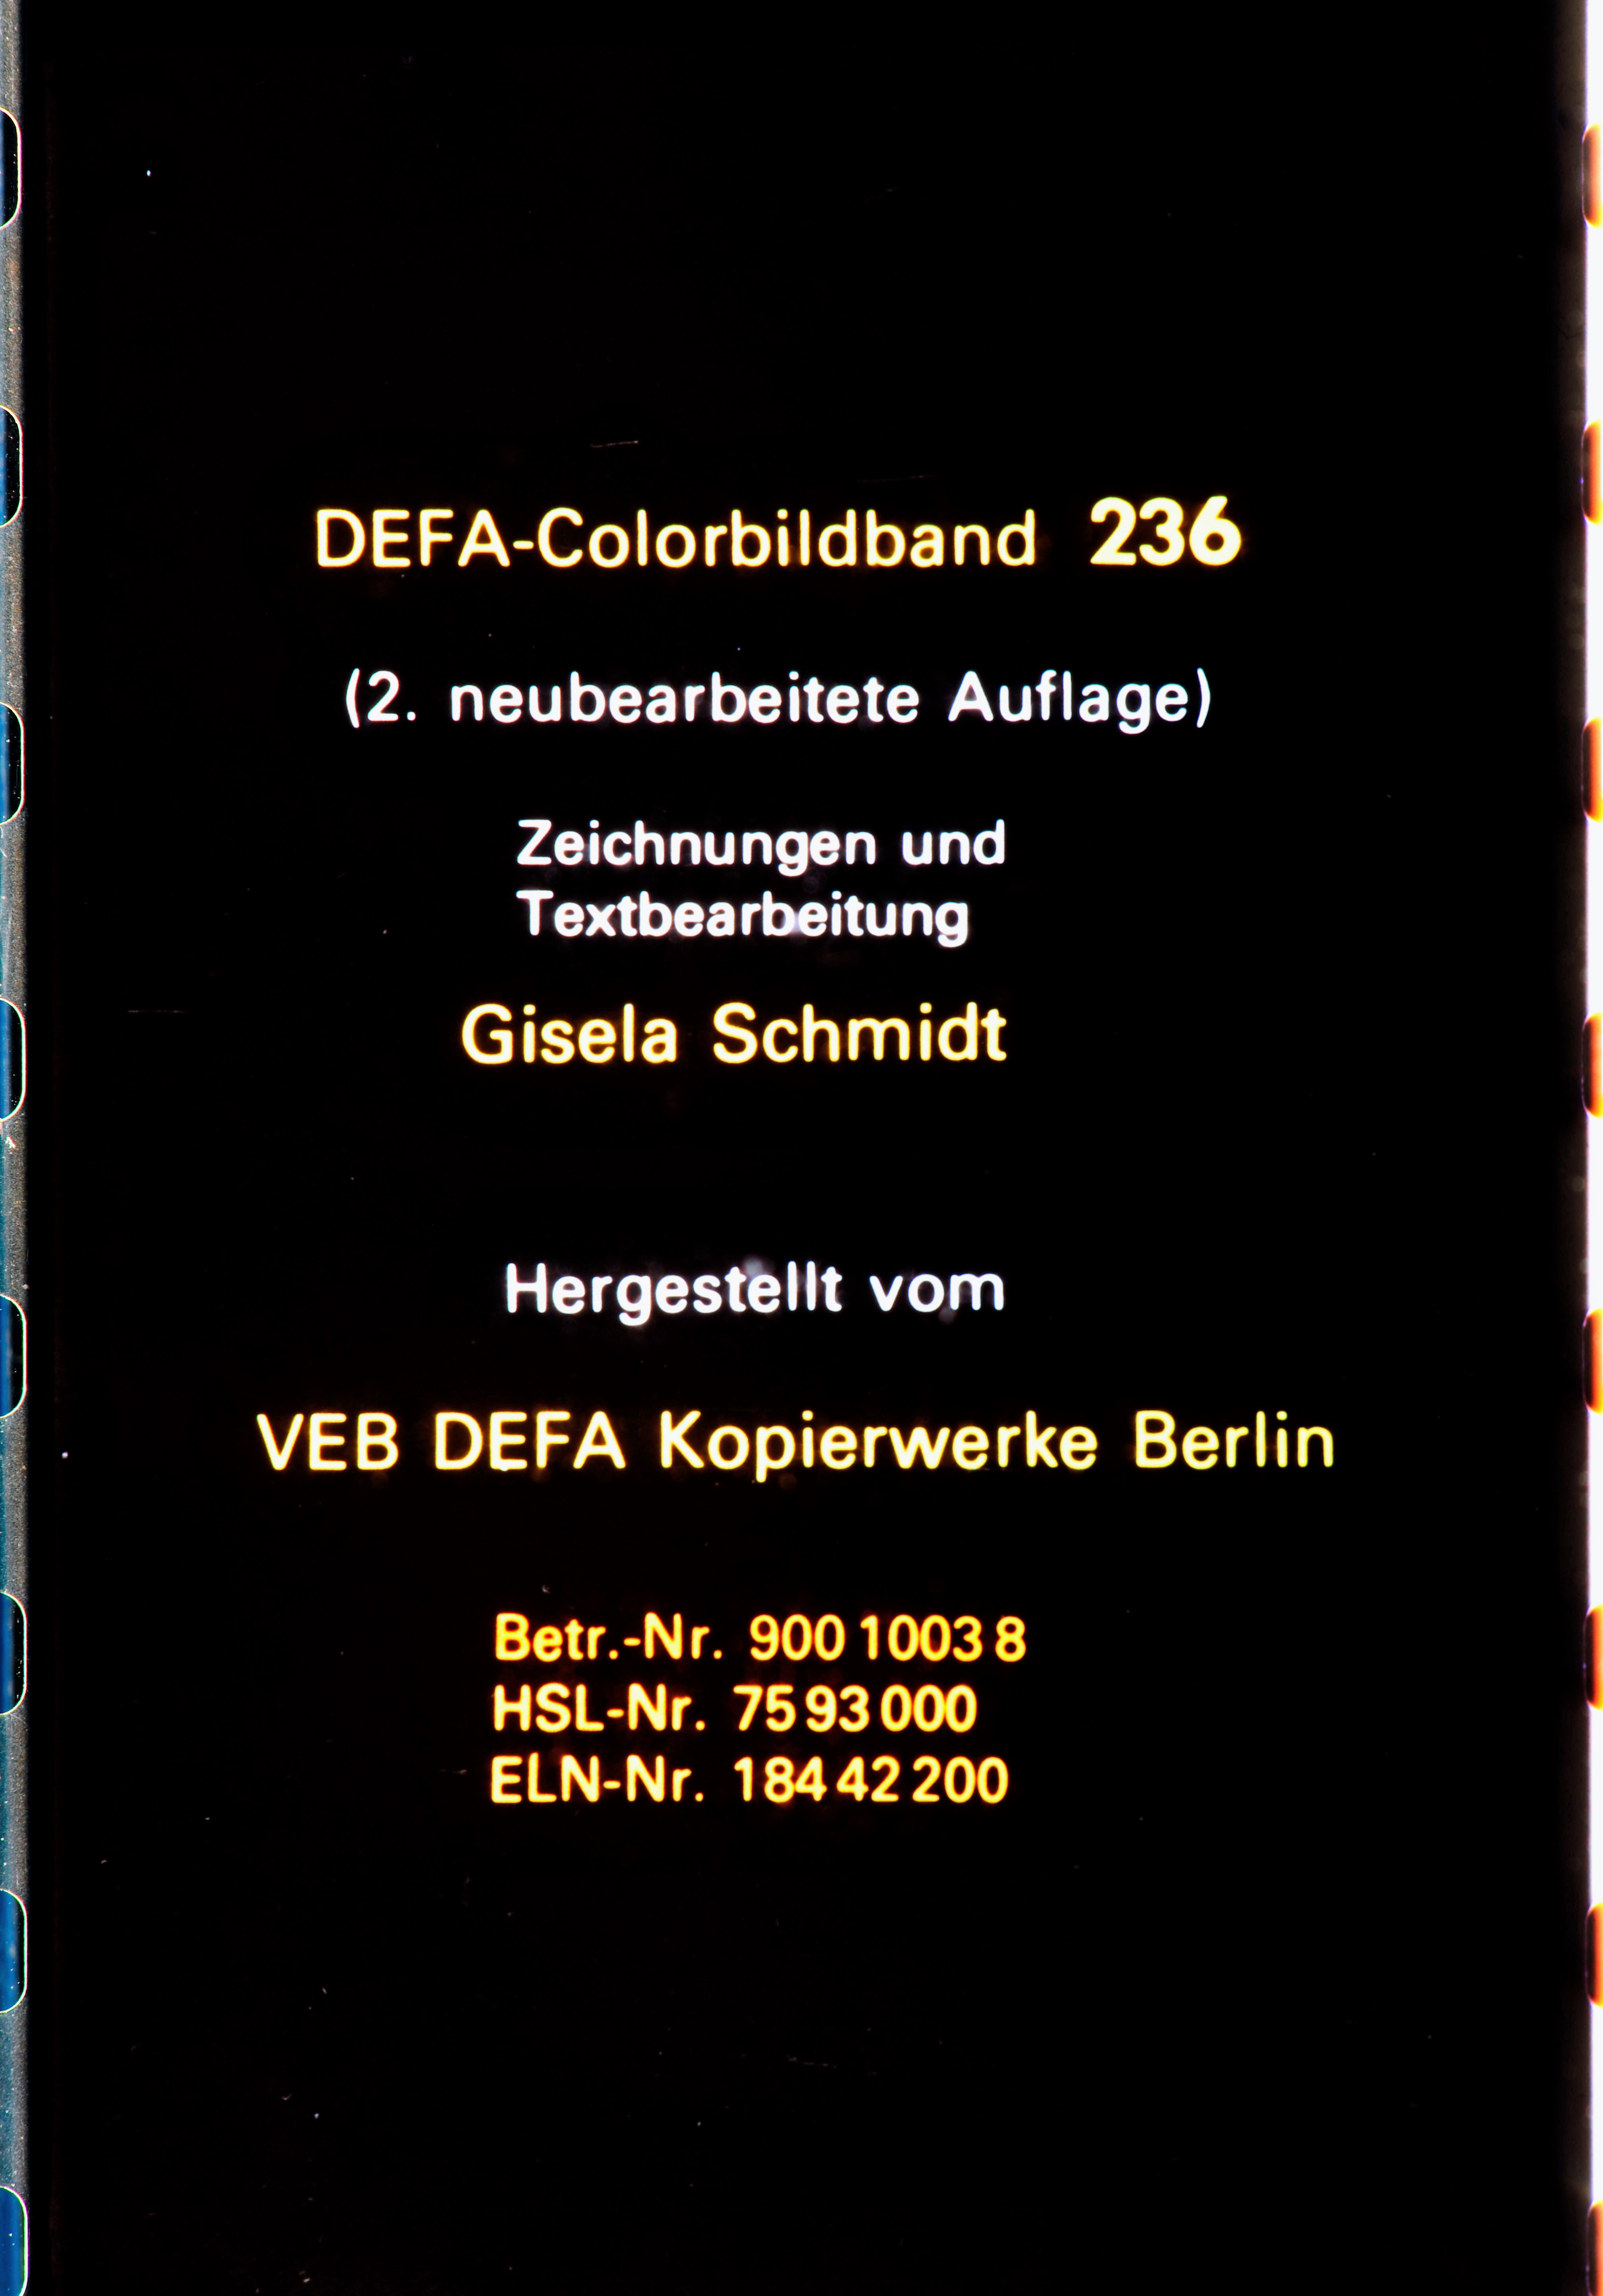 DEFA-Colorbildband 236
(2. neubearbeitete Auflage)
Zeichnungen und
Textbearbeitung
Gisela Schmidt
Hergestellt vom
VEB DEFA Kopierwerke Berlin
Betr.-Nr. 900 1003 8
HSL-Nr. 75 93 000
ELN-Nr. 184 42 200